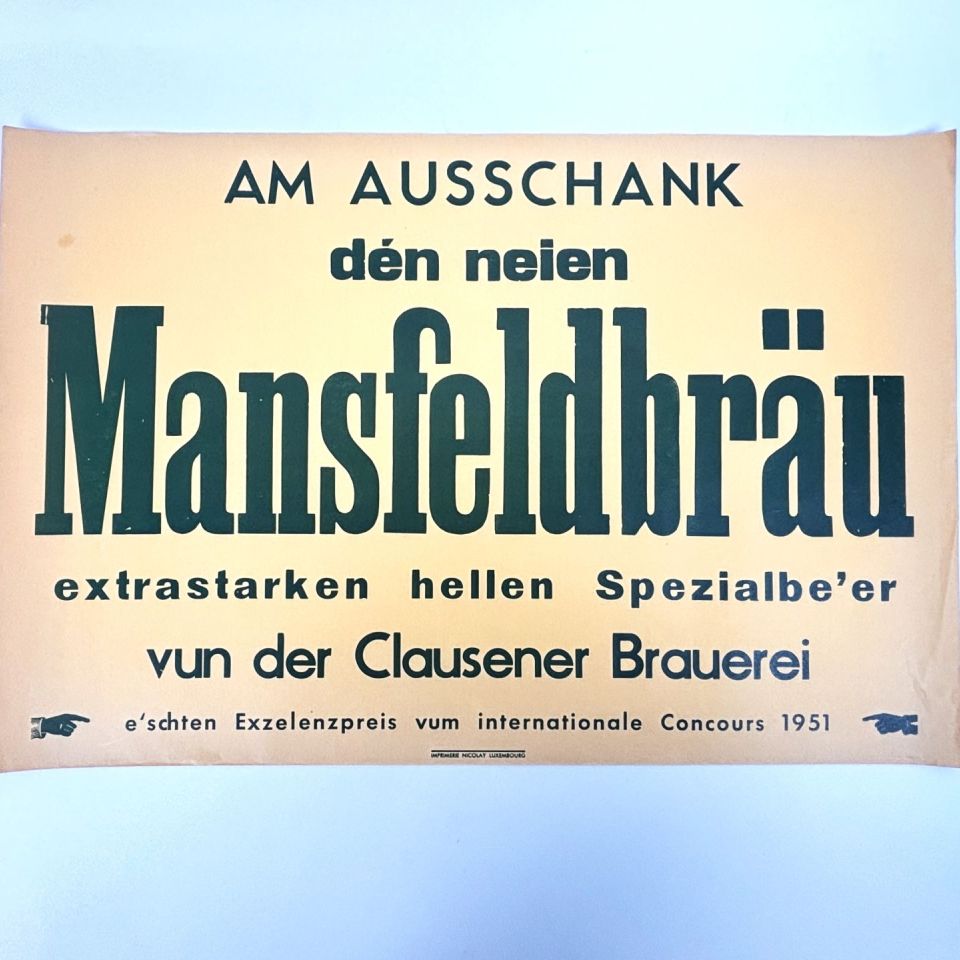 AM AUSSCHANK
dén neien
Mansfeldbräu
extrastarken hellen Spezialbe'er
vun der Clausener Brauerei
e'schten Exzelenzpreis vum internationale Concours 1951
IMPRIMERIE NICOLAY LUXEMBOURG